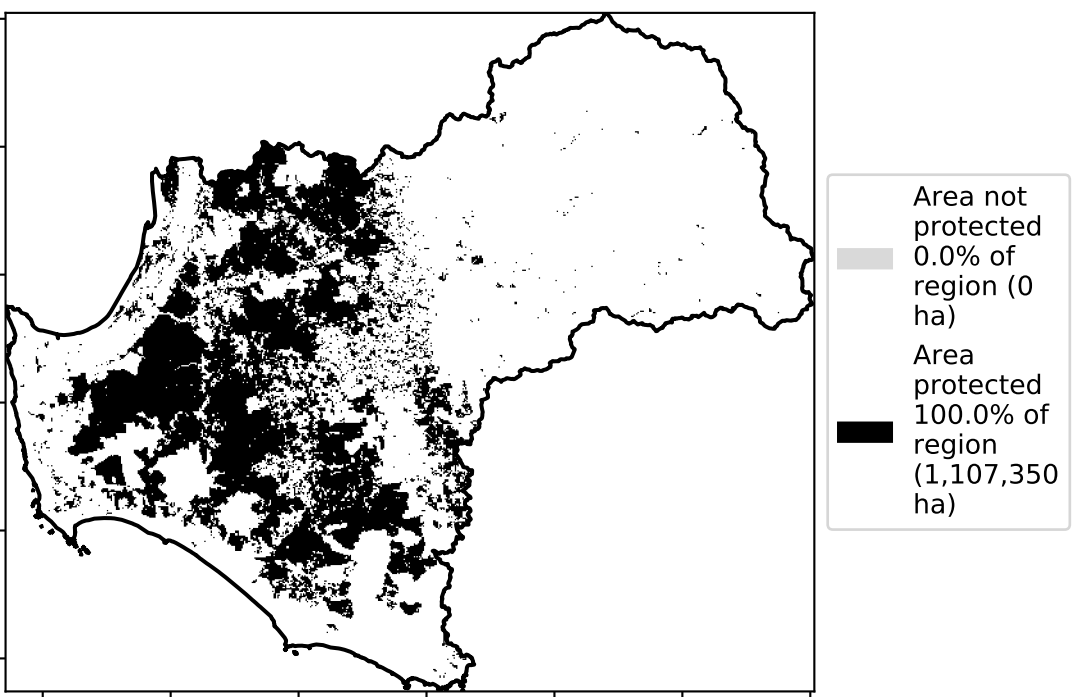 Area not
protected
0.0% of
region (0
ha)
Area
protected
100.0% of
region
(1,107,350
ha)